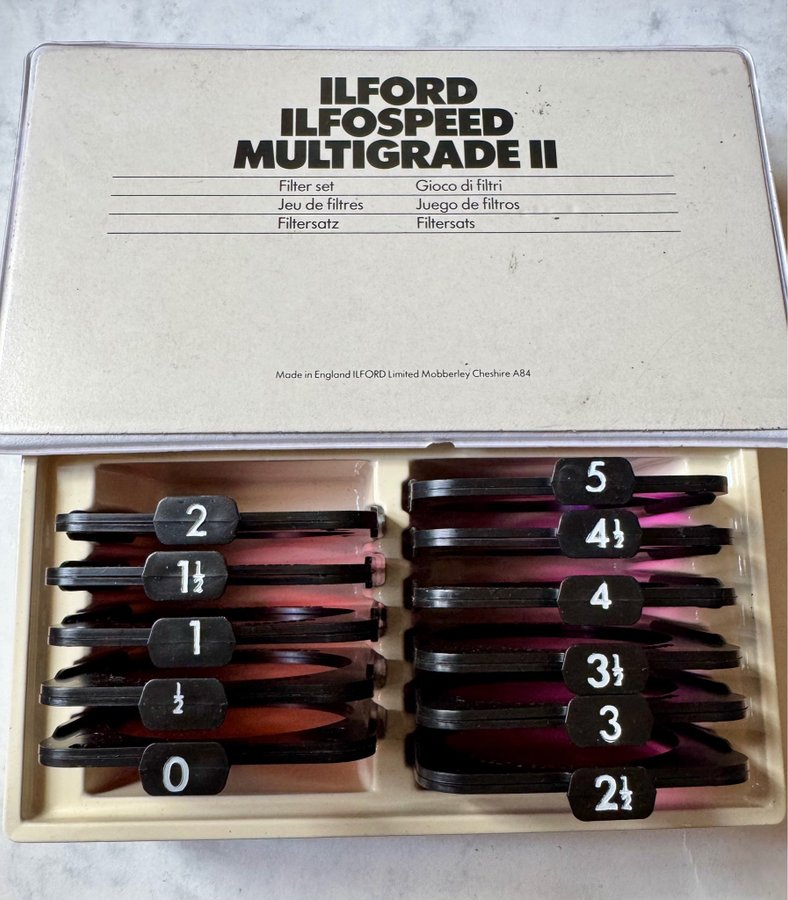 ILFORD
ILFOSPEED
MULTIGRADE II
Filter set Gioco di filtri
Jeu de filtres Juego de filtros
Filtersatz Filtersats
Made in England ILFORD Limited Mobberley Cheshire A84
2
1½
1
½
0
5
4½
4
3½
3
2½